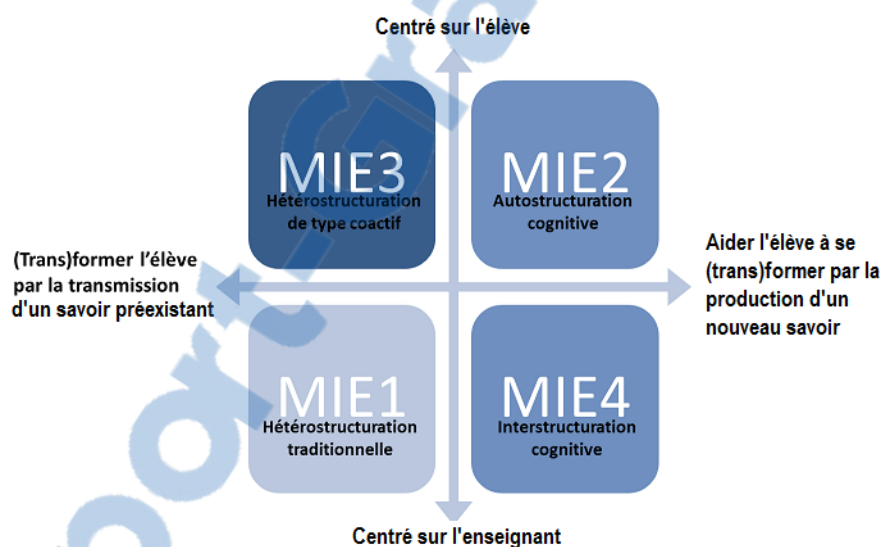 Centré sur l'élève
MIE3
Hétérostructuration
de type coactif
MIE2
Autostructuration
cognitive
(Trans)former l'élève
par la transmission
d'un savoir préexistant
Aider l'élève à se
(trans)former par la
production d'un
nouveau savoir
MIE1
Hétérostructuration
traditionnelle
MIE4
Interstructuration
cognitive
Centré sur l'enseignant